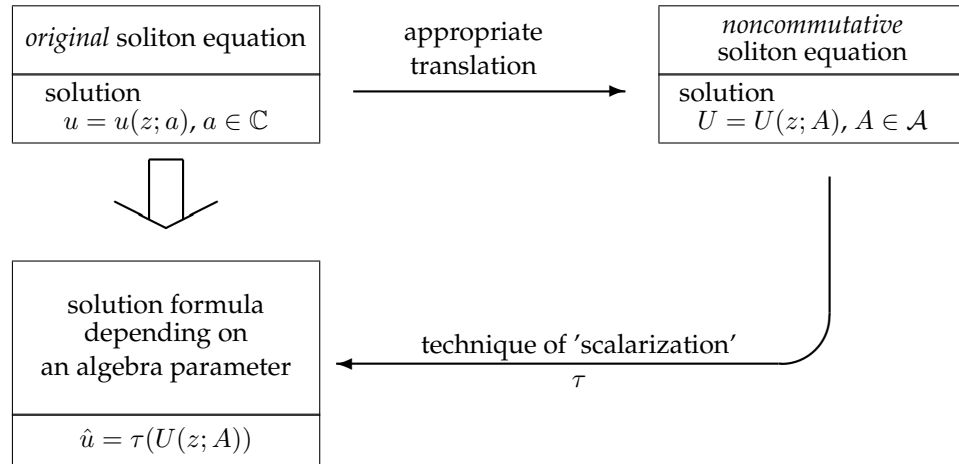 original soliton equation
solution
u = u(z; a), a ∈ ℂ
appropriate
translation
noncommutative
soliton equation
solution
U = U(z; A), A ∈ 𝒜
solution formula
depending on
an algebra parameter
û = τ(U(z; A))
technique of ’scalarization’
τ